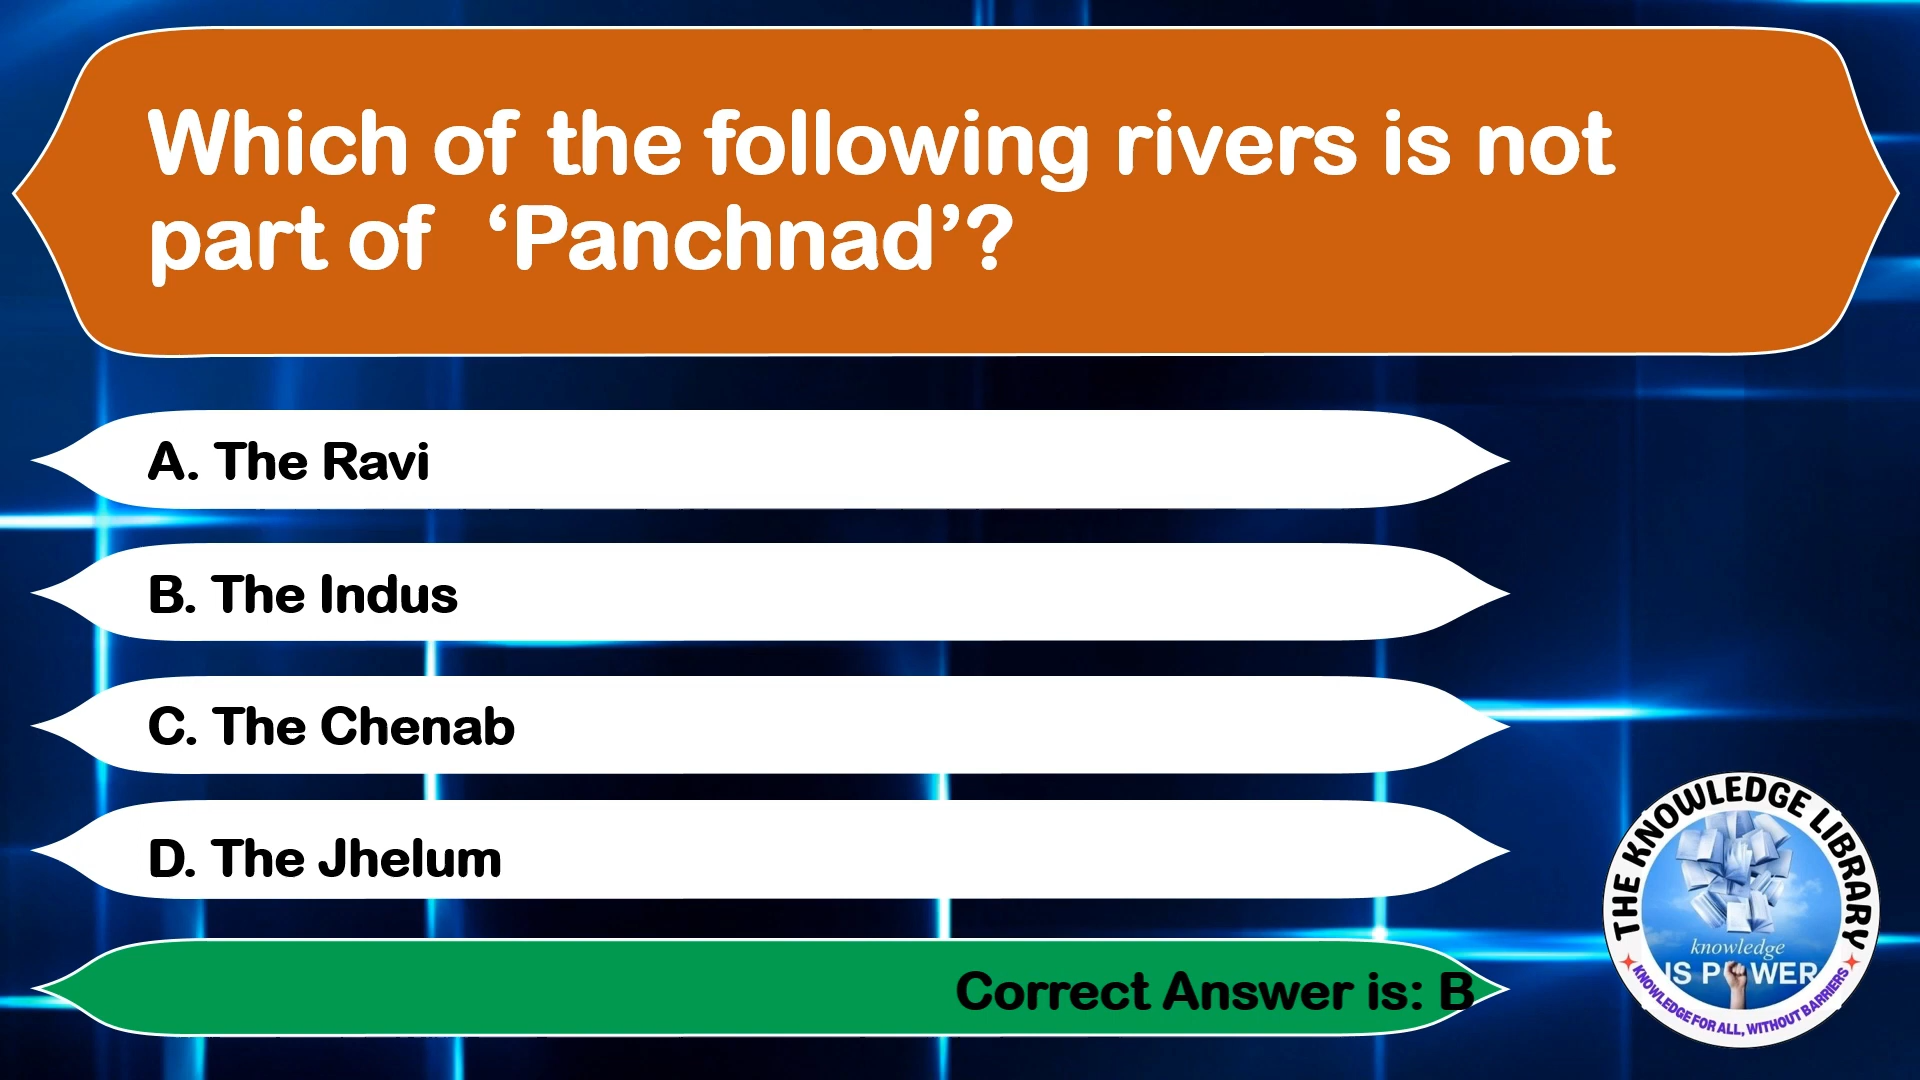 Which of the following rivers is not
part of ‘Panchnad’?
A. The Ravi
B. The Indus
C. The Chenab
D. The Jhelum
Correct Answer is: B
THE KNOWLEDGE LIBRARY
knowledge
IS POWER
KNOWLEDGE FOR ALL, WITHOUT BARRIERS